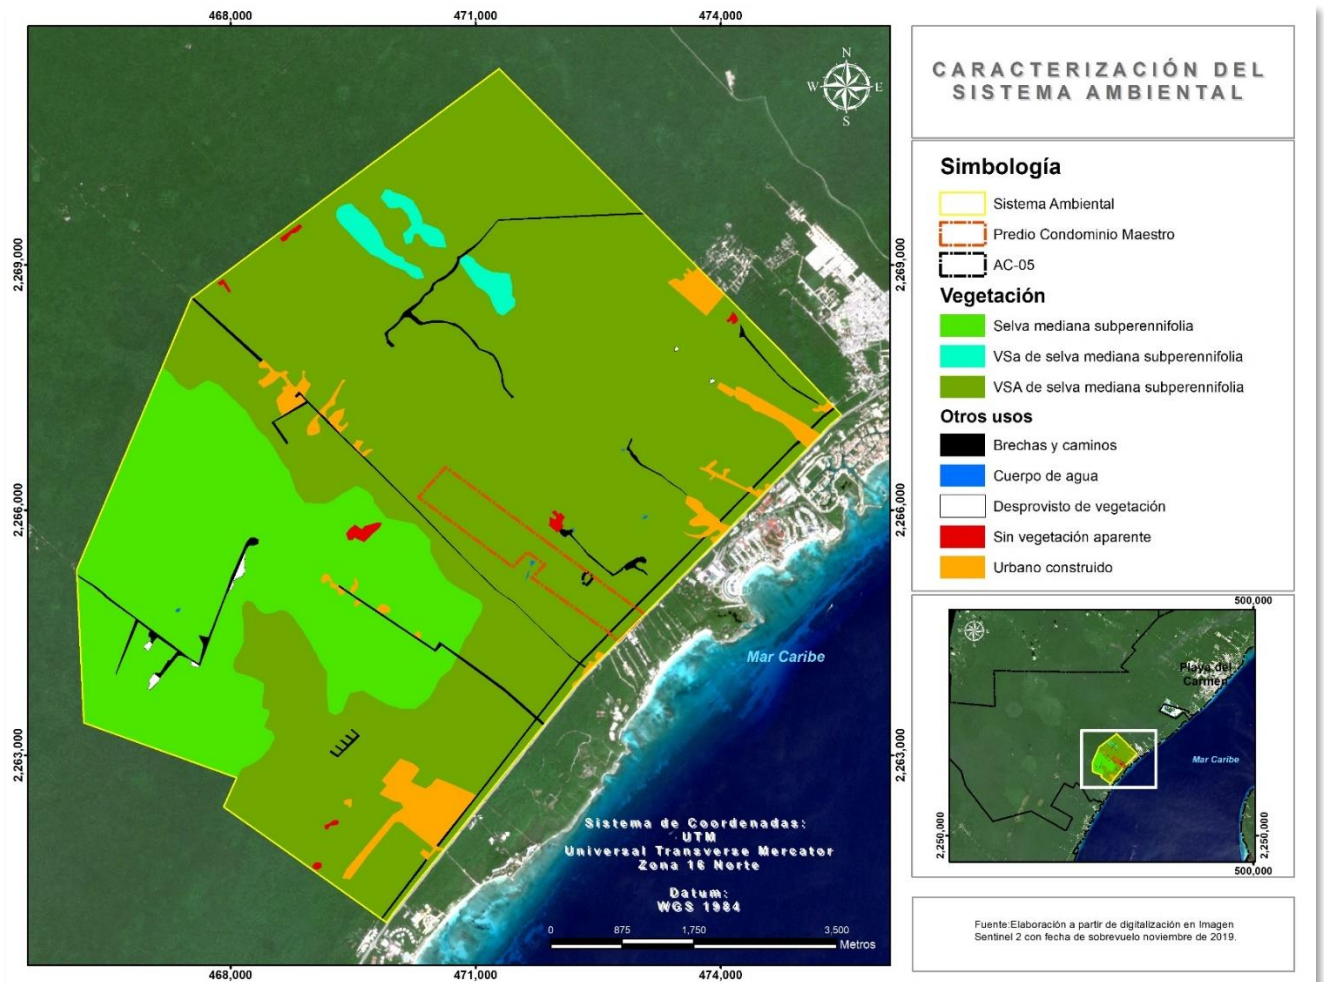 468,000
471,000
474,000
N
W
E
S
2,269,000
2,269,000
2,266,000
2,266,000
2,263,000
2,263,000
Mar Caribe
Sistema de Coordenadas:
UTM
Universal Transverse Mercator
Zona 16 Norte
Datum:
WGS 1984
0
875
1,750
3,500
Metros
468,000
471,000
474,000
CARACTERIZACIÓN DEL
SISTEMA AMBIENTAL
Simbología
Sistema Ambiental
Predio Condominio Maestro
AC-05
Vegetación
Selva mediana subperennifolia
VSa de selva mediana subperennifolia
VSA de selva mediana subperennifolia
Otros usos
Brechas y caminos
Cuerpo de agua
Desprovisto de vegetación
Sin vegetación aparente
Urbano construido
500,000
Playa del
Carmen
Mar Caribe
2,250,000
2,250,000
500,000
Fuente:Elaboración a partir de digitalización en Imagen
Sentinel 2 con fecha de sobrevuelo noviembre de 2019.